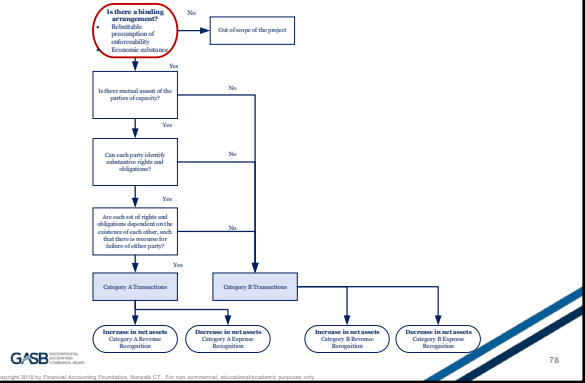 Is there a binding
arrangement?
• Rebuttable
presumption of
enforceability
• Economic substance
No
Out of scope of the project
Yes
Is there mutual assent of the
parties of capacity?
No
Yes
Can each party identify
substantive rights and
obligations?
No
Yes
Are each set of rights and
obligations dependent on the
existence of each other, such
that there is recourse for
failure of either party?
No
Yes
Category A Transactions
Category B Transactions
Increase in net assets
Category A Revenue
Recognition
Decrease in net assets
Category A Expense
Recognition
Increase in net assets
Category B Revenue
Recognition
Decrease in net assets
Category B Expense
Recognition
GASB
GOVERNMENTAL
ACCOUNTING
STANDARDS BOARD
78
opyright 2018 by Financial Accounting Foundation, Norwalk CT. For non-commercial, educational/academic purposes only.